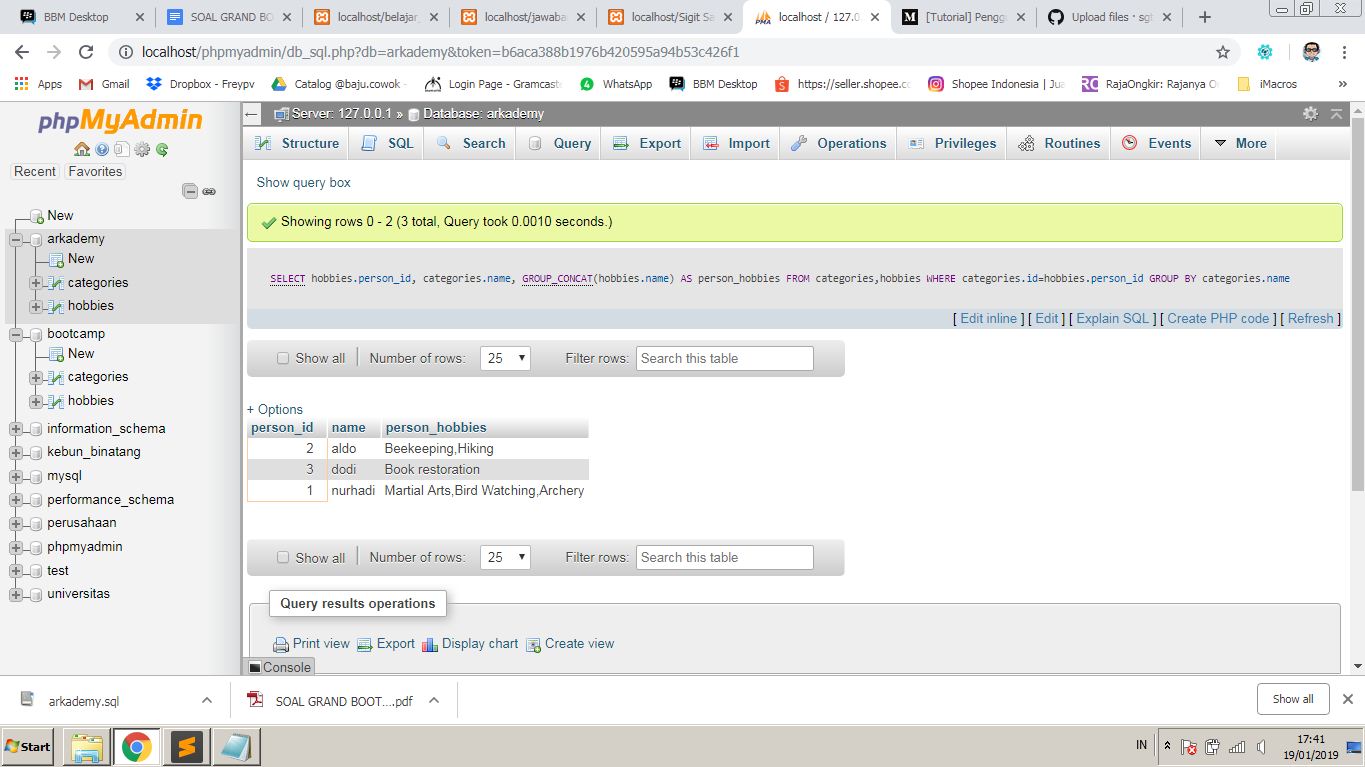 BBM Desktop
SOAL GRAND BO
localhost/belajar_
localhost/jawaba
localhost/Sigit Sa
localhost / 127.0.
[Tutorial] Pengg
Upload files · sgt
localhost/phpmyadmin/db_sql.php?db=arkademy&token=b6aca388b1976b420595a94b53c426f1
Apps
Gmail
Dropbox - Freypv
Catalog @baju.cowok
Login Page - Gramcaste
WhatsApp
BBM Desktop
https://seller.shopee.co
Shopee Indonesia | Jua
RajaOngkir: Rajanya O
iMacros
»
phpMyAdmin
Recent
Favorites
New
arkademy
New
categories
hobbies
bootcamp
New
categories
hobbies
information_schema
kebun_binatang
mysql
performance_schema
perusahaan
phpmyadmin
test
universitas
Server: 127.0.0.1 » Database: arkademy
Structure
SQL
Search
Query
Export
Import
Operations
Privileges
Routines
Events
More
Show query box
Showing rows 0 - 2 (3 total, Query took 0.0010 seconds.)
SELECT hobbies.person_id, categories.name, GROUP_CONCAT(hobbies.name) AS person_hobbies FROM categories,hobbies WHERE categories.id=hobbies.person_id GROUP BY categories.name
[ Edit inline ] [ Edit ] [ Explain SQL ] [ Create PHP code ] [ Refresh ]
Show all | Number of rows: 25 Filter rows: Search this table
+ Options
person_id name person_hobbies
2 aldo Beekeeping,Hiking
3 dodi Book restoration
1 nurhadi Martial Arts,Bird Watching,Archery
Show all | Number of rows: 25 Filter rows: Search this table
Query results operations
Print view Export Display chart Create view
Console
arkademy.sql
SOAL GRAND BOOT....pdf
Show all
Start
IN
17:41
19/01/2019